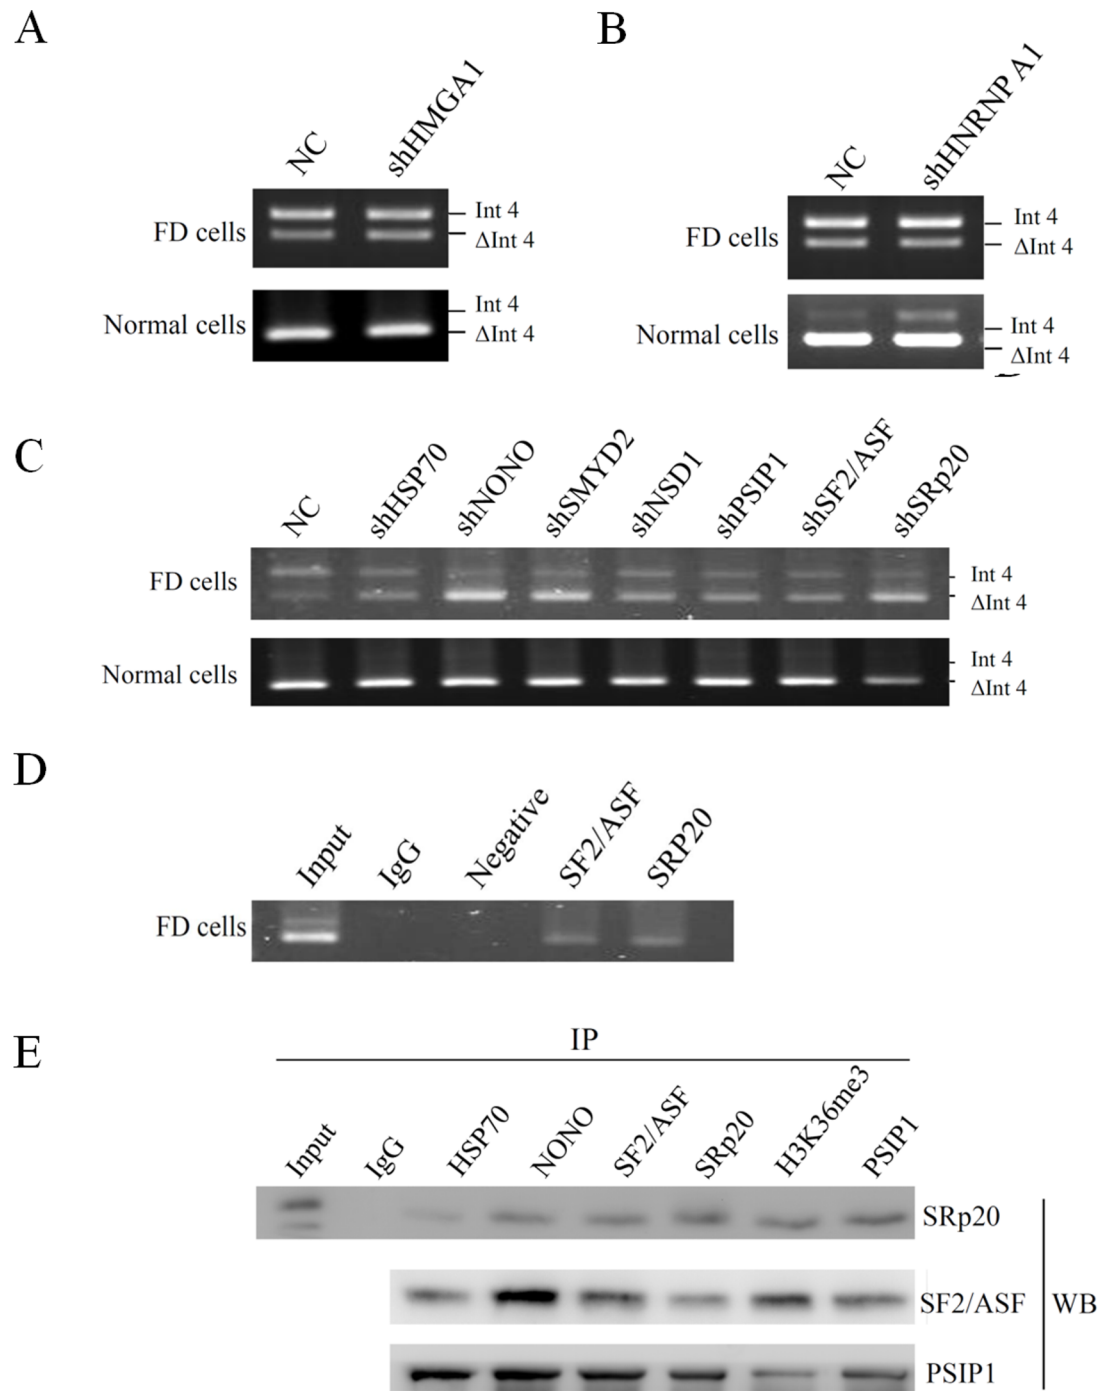 A
B
NC
shHMGA1
NC
shHNRNP A1
FD cells
Int 4
ΔInt 4
FD cells
Int 4
ΔInt 4
Normal cells
Int 4
ΔInt 4
Normal cells
Int 4
ΔInt 4
C
NC
shHSP70
shNONO
shSMYD2
shNSD1
shPSIP1
shSF2/ASF
shSRp20
FD cells
Int 4
ΔInt 4
Normal cells
Int 4
ΔInt 4
D
Input
IgG
Negative
SF2/ASF
SRP20
FD cells
E
IP
Input
IgG
HSP70
NONO
SF2/ASF
SRp20
H3K36me3
PSIP1
SRp20
SF2/ASF
WB
PSIP1